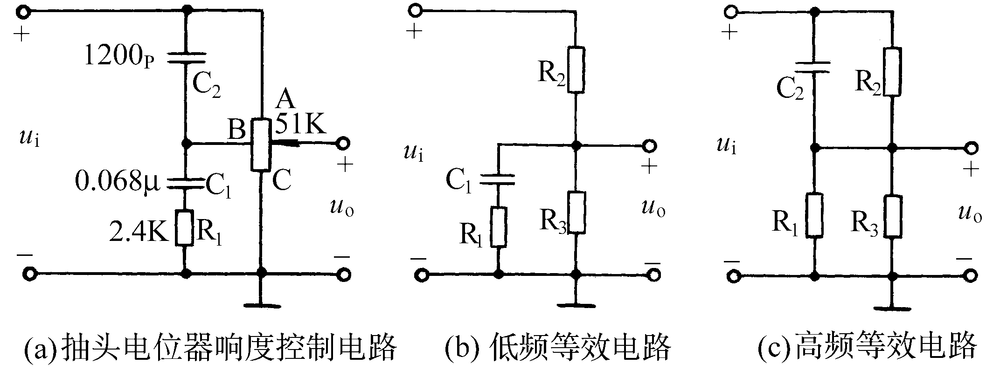 +
1200P
C2
A
51K
B
ui
+
0.068μ
C1
C
uo
2.4K
R1
−
−
(a)抽头电位器响度控制电路
+
R2
ui
+
C1
uo
R3
R1
−
−
(b) 低频等效电路
+
C2
R2
ui
+
R1
R3
uo
−
−
(c)高频等效电路